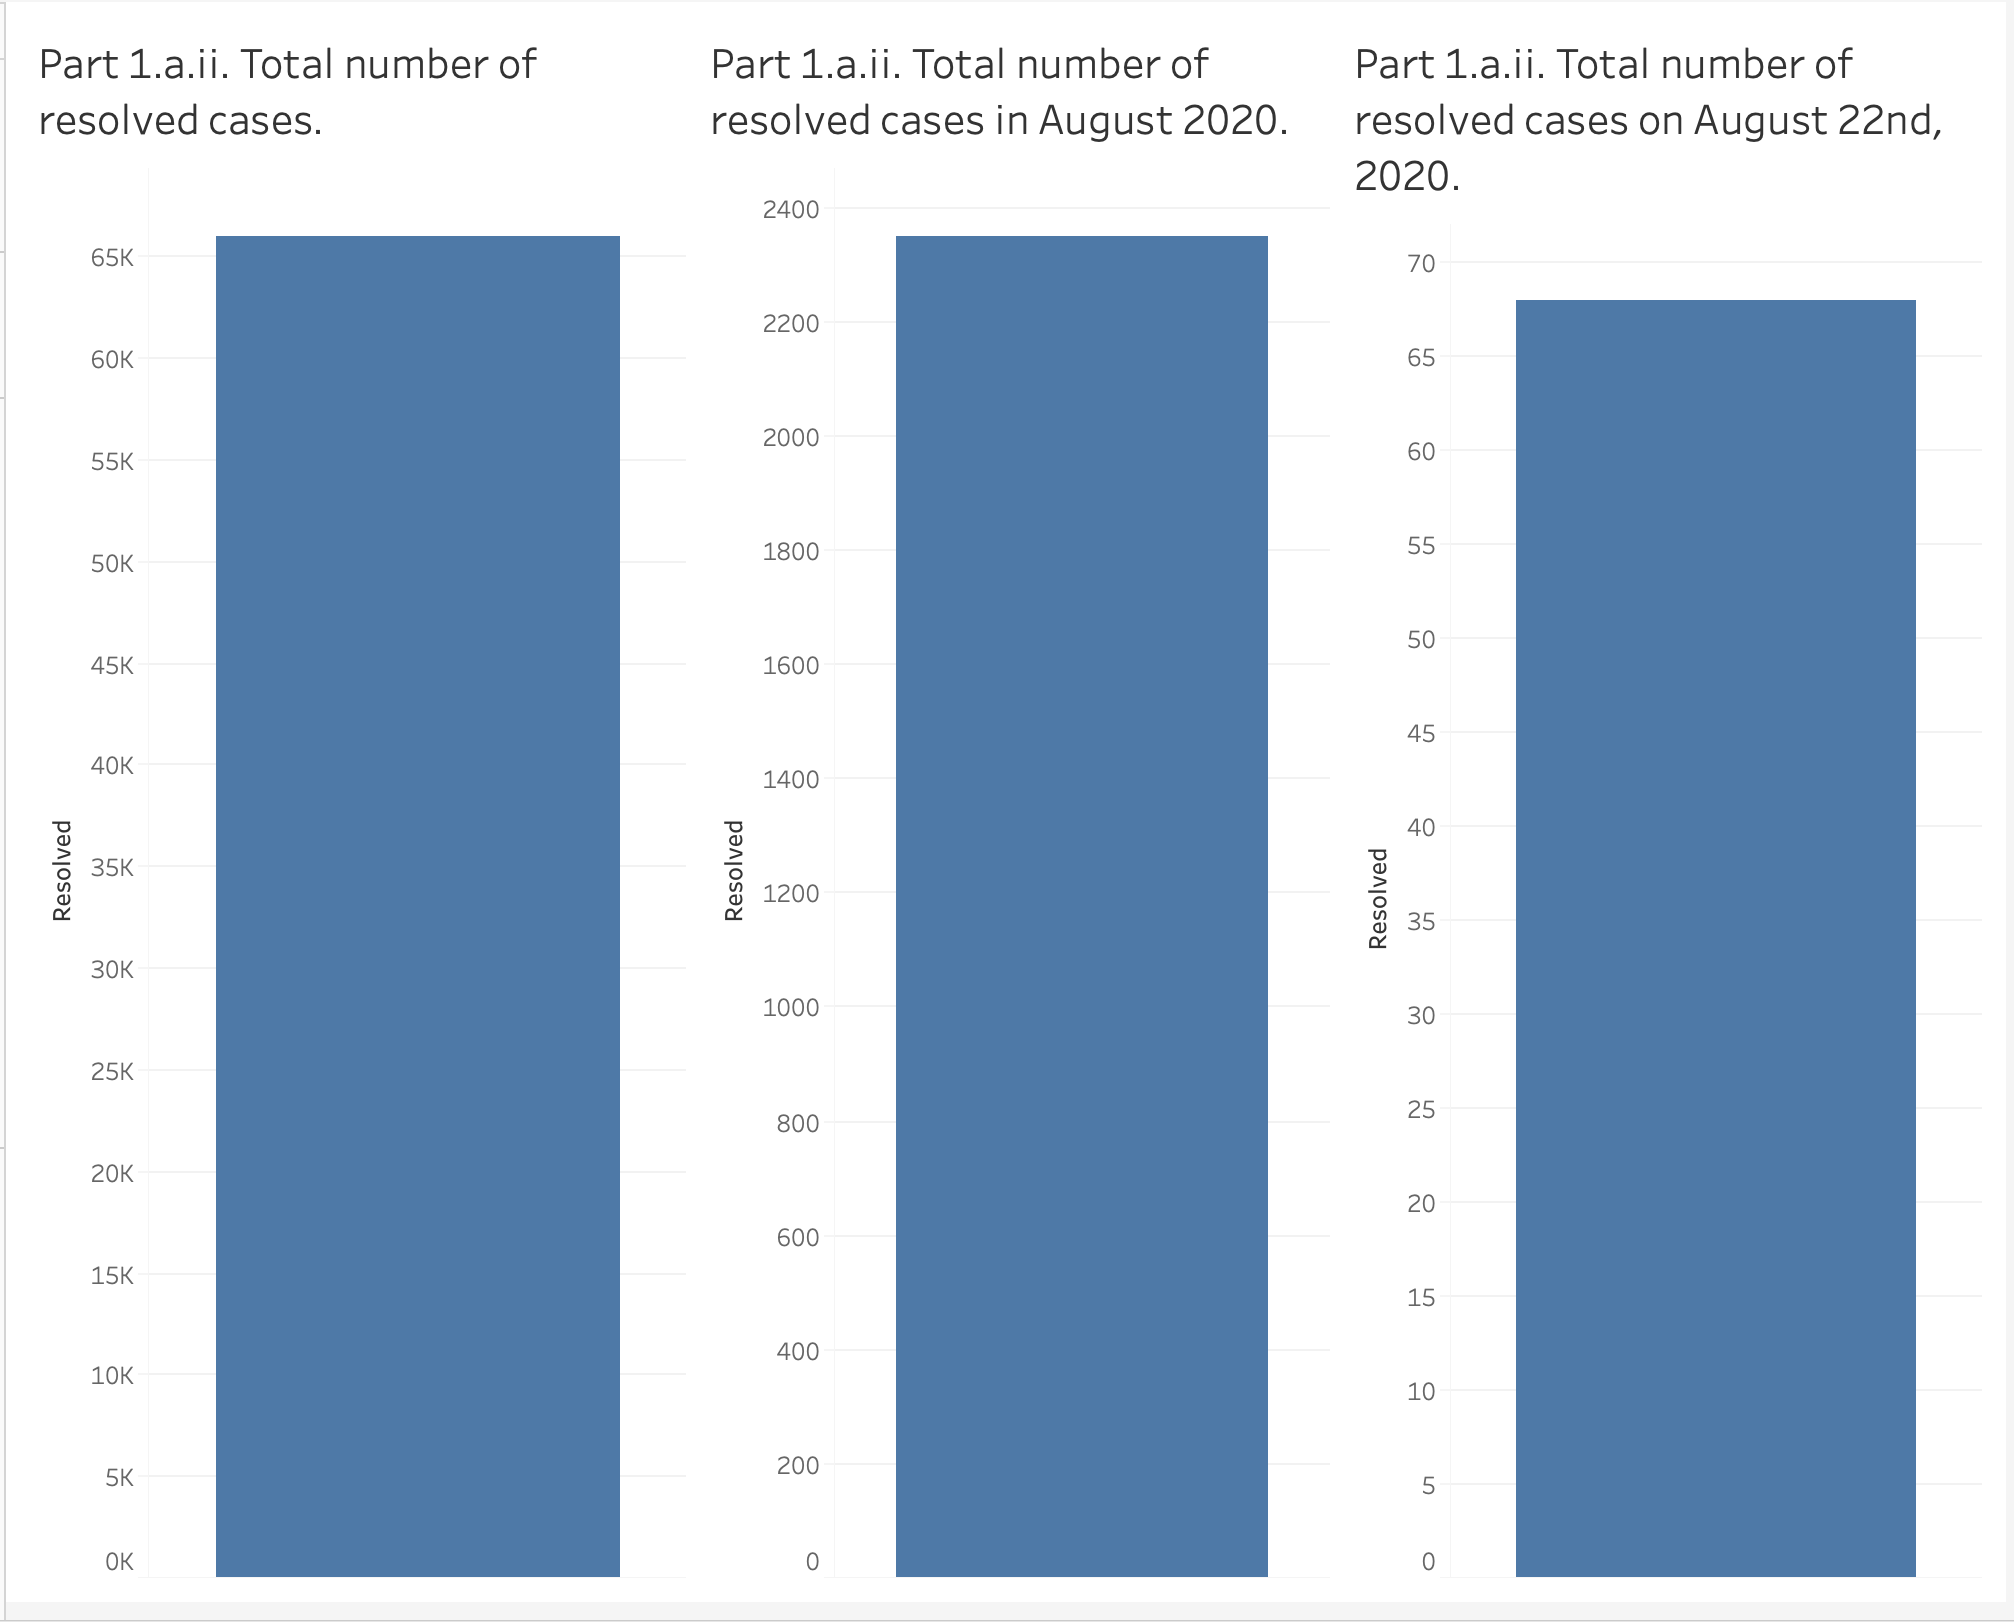 Part 1.a.ii. Total number of
resolved cases.
65K
60K
55K
50K
45K
40K
35K
30K
25K
20K
15K
10K
5K
0K
Resolved
Part 1.a.ii. Total number of
resolved cases in August 2020.
2400
2200
2000
1800
1600
1400
1200
1000
800
600
400
200
0
Resolved
Part 1.a.ii. Total number of
resolved cases on August 22nd,
2020.
70
65
60
55
50
45
40
35
30
25
20
15
10
5
0
Resolved